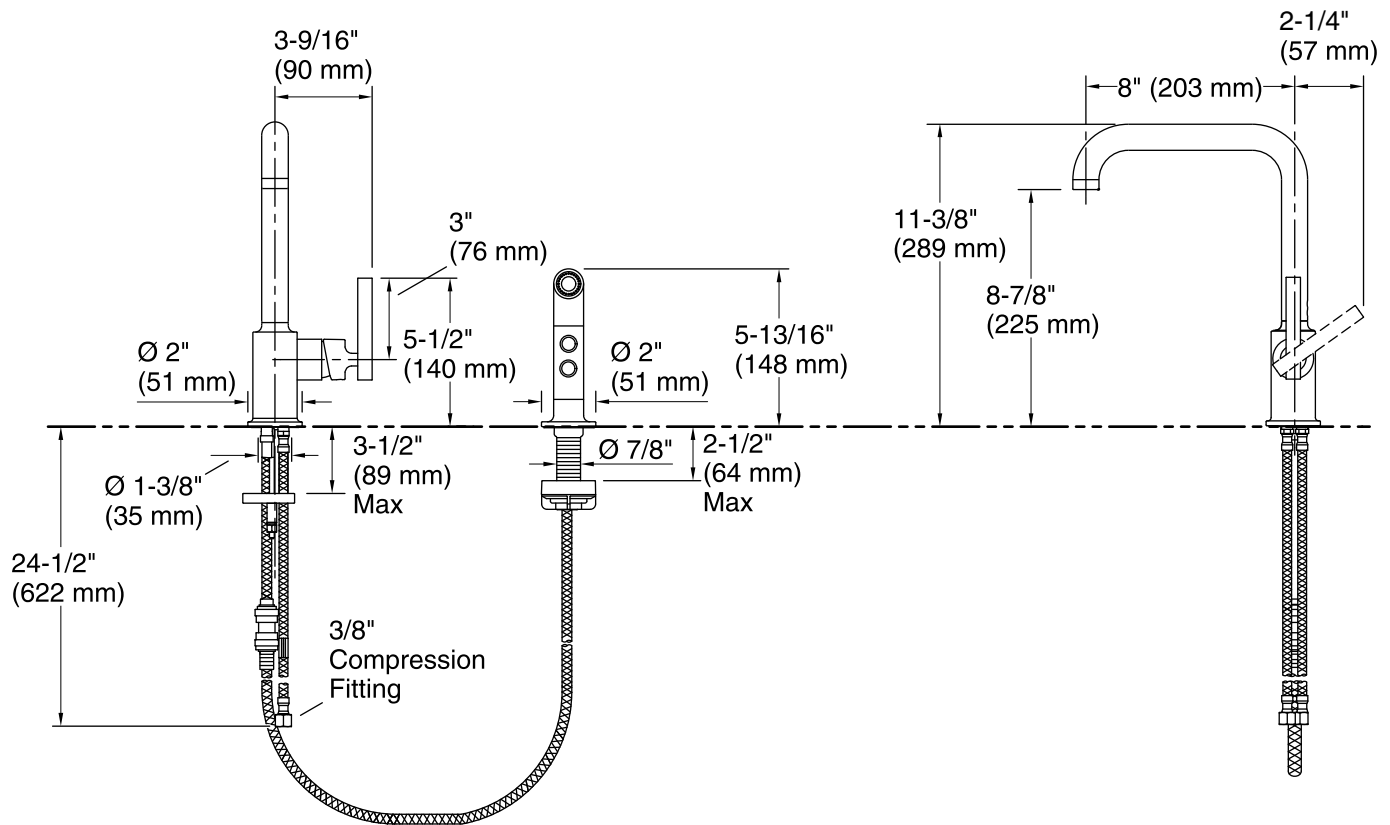 3-9/16"
(90 mm)
3"
(76 mm)
5-1/2"
(140 mm)
Ø 2"
(51 mm)
Ø 2"
(51 mm)
5-13/16"
(148 mm)
3-1/2"
(89 mm)
Max
Ø 7/8"
2-1/2"
(64 mm)
Max
Ø 1-3/8"
(35 mm)
24-1/2"
(622 mm)
3/8"
Compression
Fitting
2-1/4"
(57 mm)
8" (203 mm)
11-3/8"
(289 mm)
8-7/8"
(225 mm)